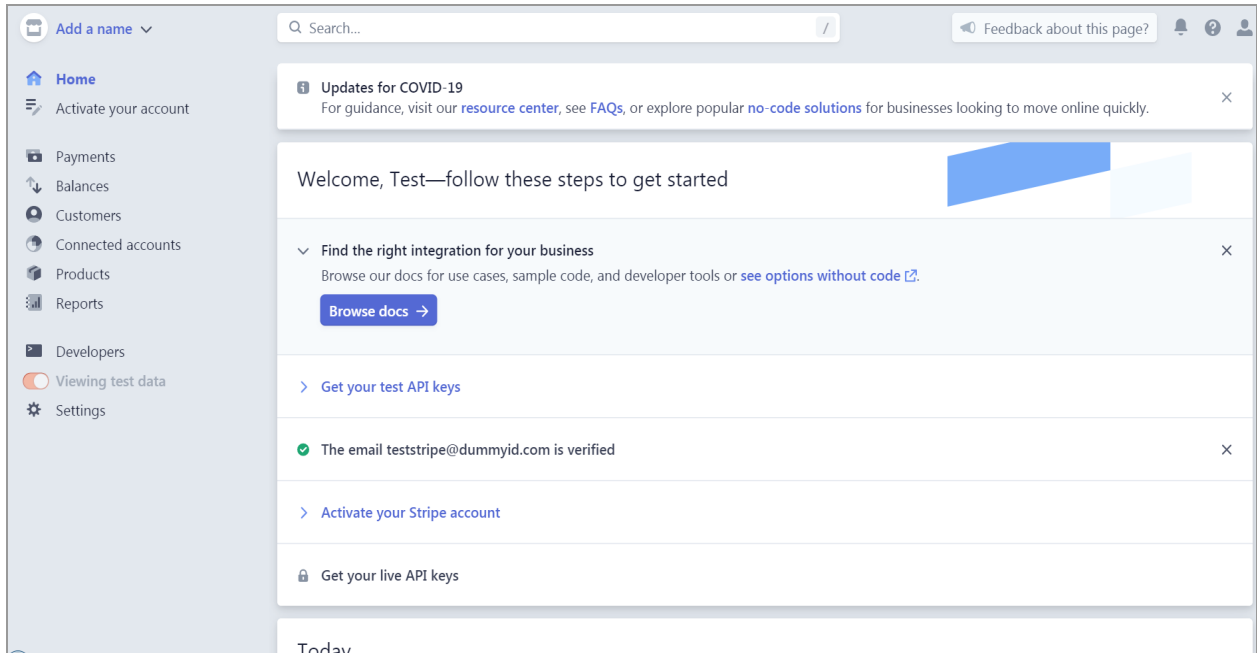 Add a name
Search...
/
Feedback about this page?
Home
Activate your account
Payments
Balances
Customers
Connected accounts
Products
Reports
Developers
Viewing test data
Settings
Updates for COVID-19
For guidance, visit our resource center, see FAQs, or explore popular no-code solutions for businesses looking to move online quickly.
Welcome, Test—follow these steps to get started
Find the right integration for your business
Browse our docs for use cases, sample code, and developer tools or see options without code.
Browse docs →
Get your test API keys
The email teststripe@dummyid.com is verified
Activate your Stripe account
Get your live API keys
Today